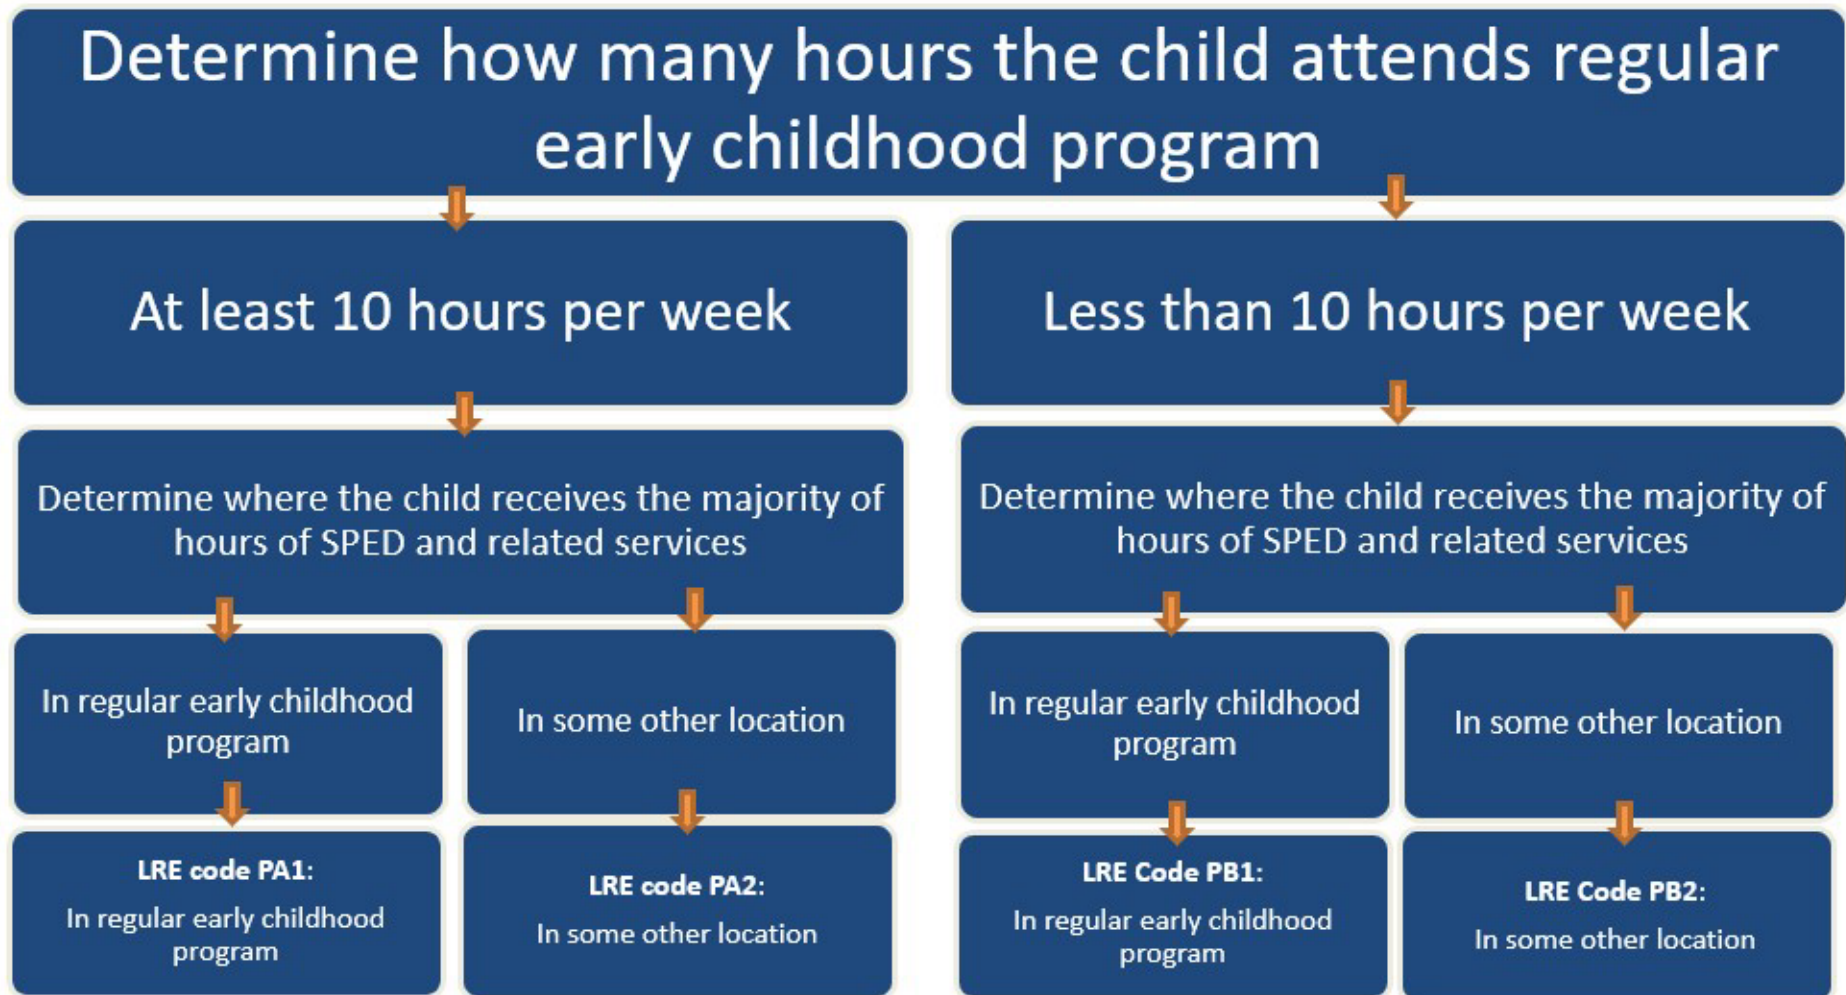 Determine how many hours the child attends regular
early childhood program
At least 10 hours per week
Less than 10 hours per week
Determine where the child receives the majority of
hours of SPED and related services
Determine where the child receives the majority of
hours of SPED and related services
In regular early childhood
program
In some other location
In regular early childhood
program
In some other location
LRE code PA1:
In regular early childhood
program
LRE code PA2:
In some other location
LRE Code PB1:
In regular early childhood
program
LRE Code PB2:
In some other location